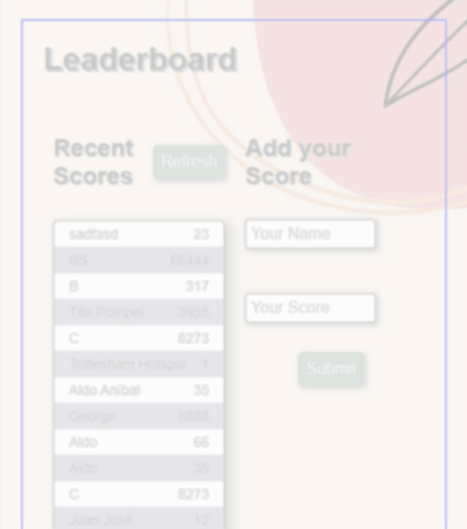 Leaderboard
Recent Scores
Refresh
Add your Score
sadfasd 23
BS 66444
B 317
Tito Pompei 3955
C 8273
Tottenham Hotspur 1
Aldo Aníbal 35
George 6666
Aldo 66
Aldo 35
C 8273
Juan José 12
Your Name
Your Score
Submit